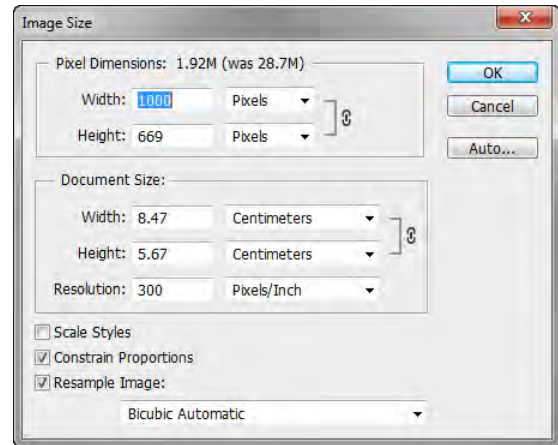 Image Size
Pixel Dimensions: 1.92M (was 28.7M)
Width: 1000 Pixels
Height: 669 Pixels
OK
Cancel
Auto...
Document Size:
Width: 8.47 Centimeters
Height: 5.67 Centimeters
Resolution: 300 Pixels/Inch
Scale Styles
Constrain Proportions
Resample Image:
Bicubic Automatic